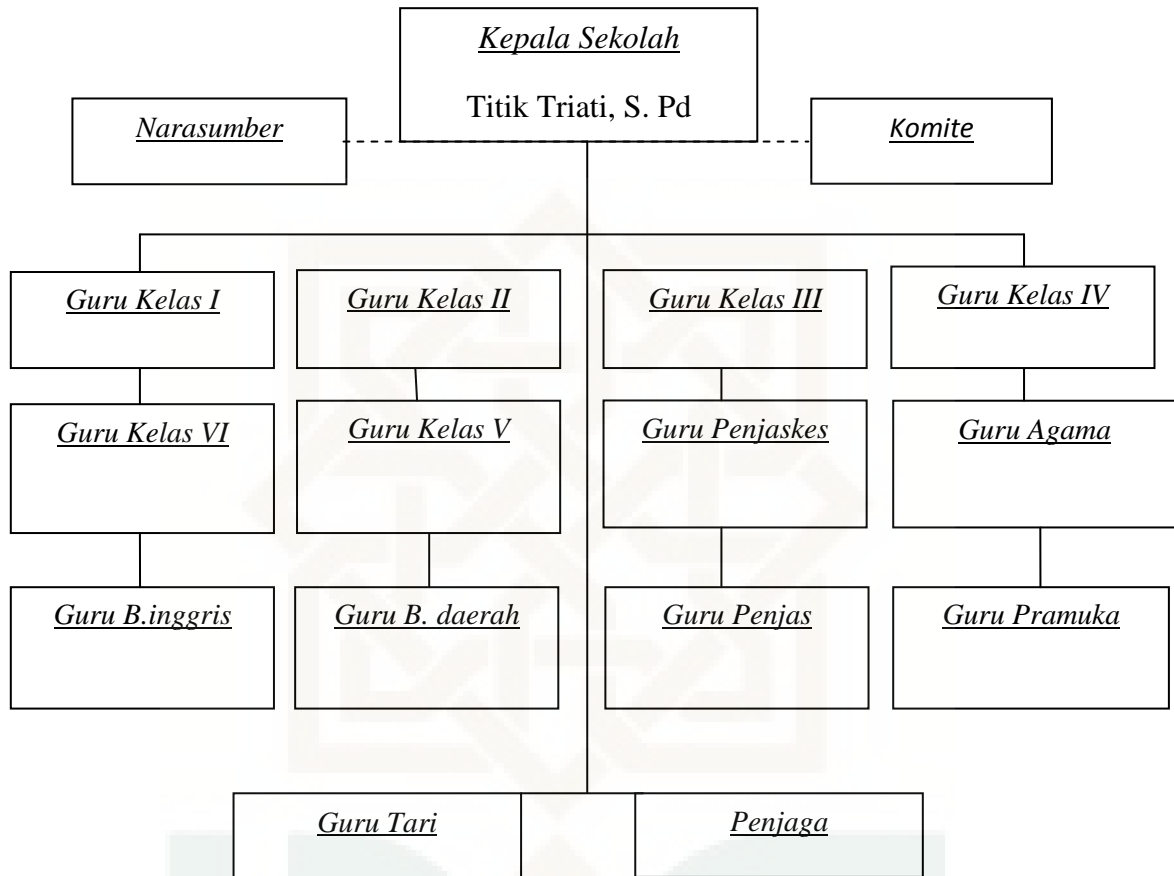 Kepala Sekolah
Titik Triati, S. Pd
Narasumber
Komite
Guru Kelas I
Guru Kelas II
Guru Kelas III
Guru Kelas IV
Guru Kelas VI
Guru Kelas V
Guru Penjaskes
Guru Agama
Guru B.inggris
Guru B. daerah
Guru Penjas
Guru Pramuka
Guru Tari
Penjaga